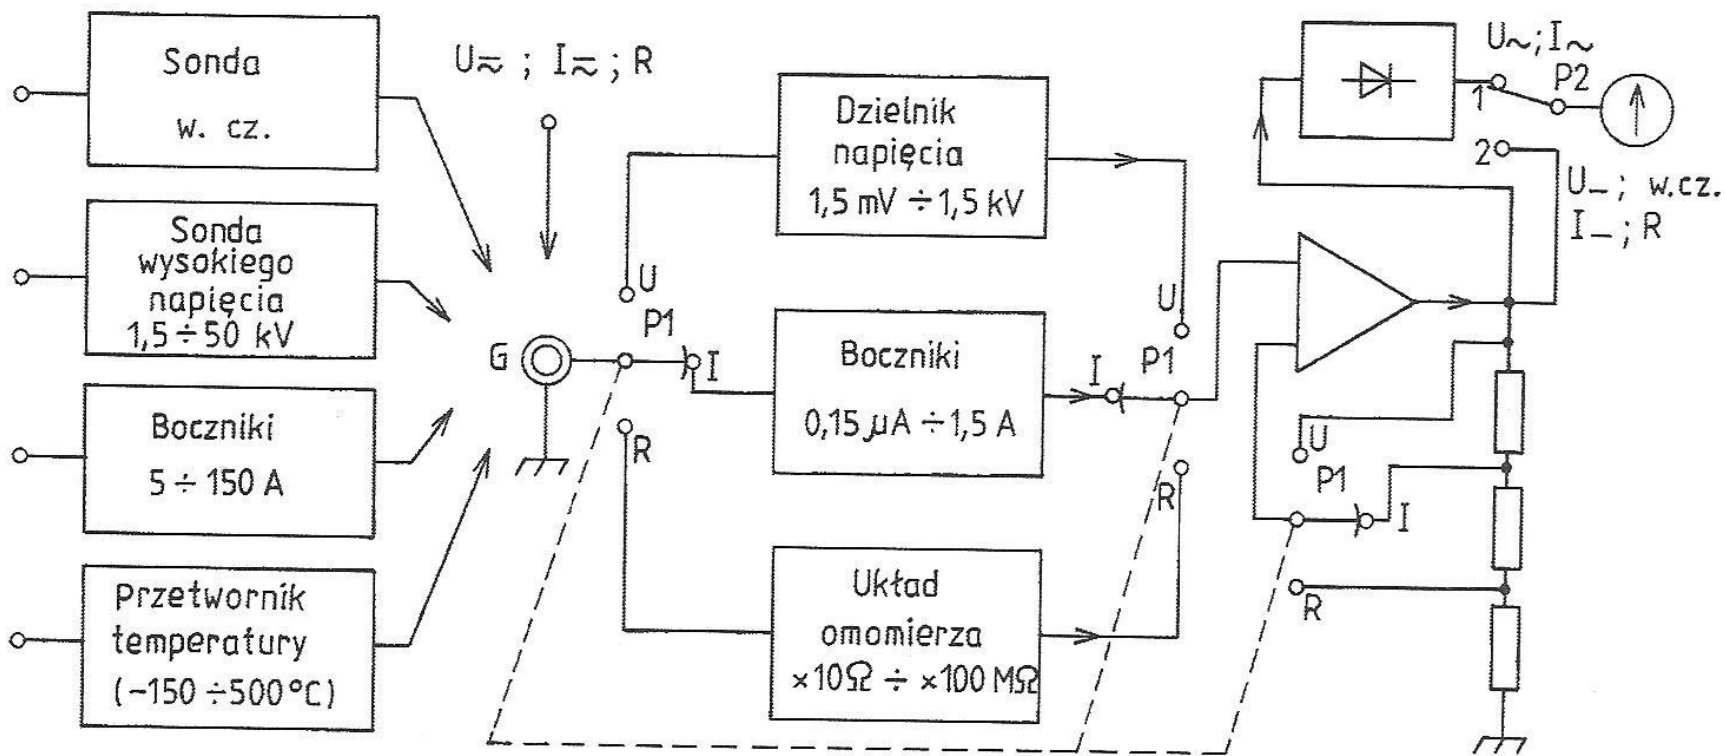 Sonda
w. cz.
Sonda
wysokiego
napięcia
1,5÷50 kV
Boczniki
5÷150 A
Przetwornik
temperatury
(-150÷500°C)
U≂ ; I≂ ; R
G
U
P1
I
R
Dzielnik
napięcia
1,5 mV ÷ 1,5 kV
Boczniki
0,15 μA ÷ 1,5 A
Układ
omomierza
×10Ω ÷ ×100 MΩ
U
P1
I
R
U
P1
I
R
U~; I~
P2
1
2
U–; w.cz.
I–; R